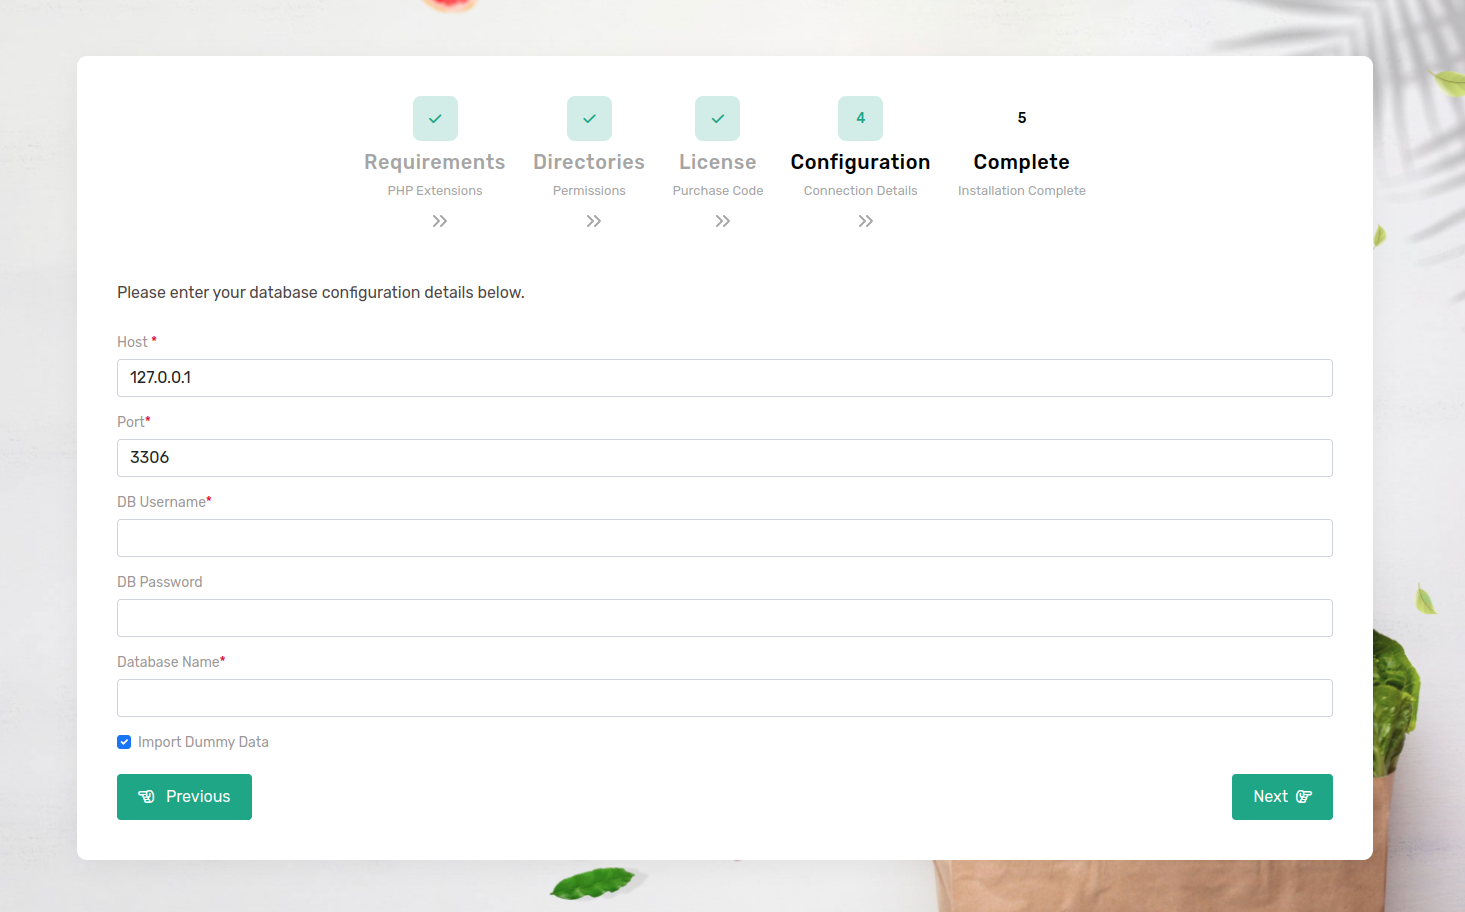 4
5
Requirements
Directories
License
Configuration
Complete
PHP Extensions
Permissions
Purchase Code
Connection Details
Installation Complete
Please enter your database configuration details below.
Host *
127.0.0.1
Port*
3306
DB Username*
DB Password
Database Name*
Import Dummy Data
Previous
Next